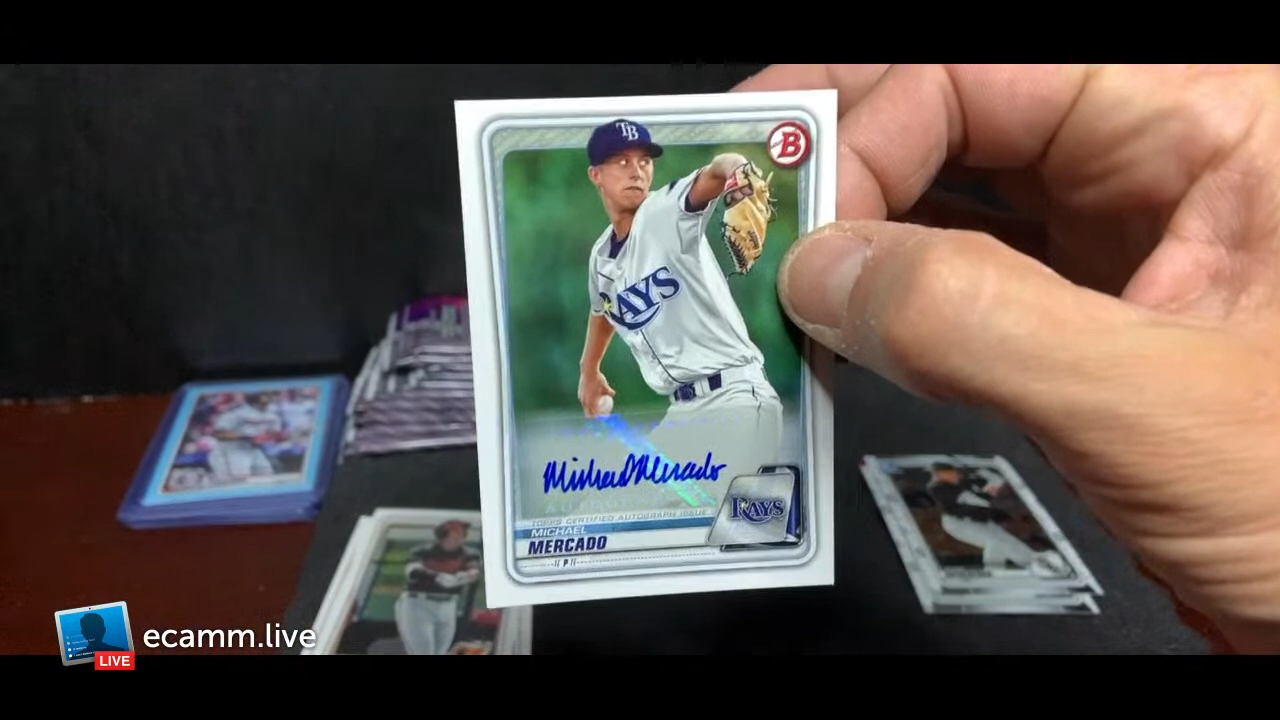 TB
B
RAYS
Michael Mercado
RAYS
TOPPS CERTIFIED AUTOGRAPH ISSUE
MICHAEL
MERCADO
P
ecamm.live
LIVE